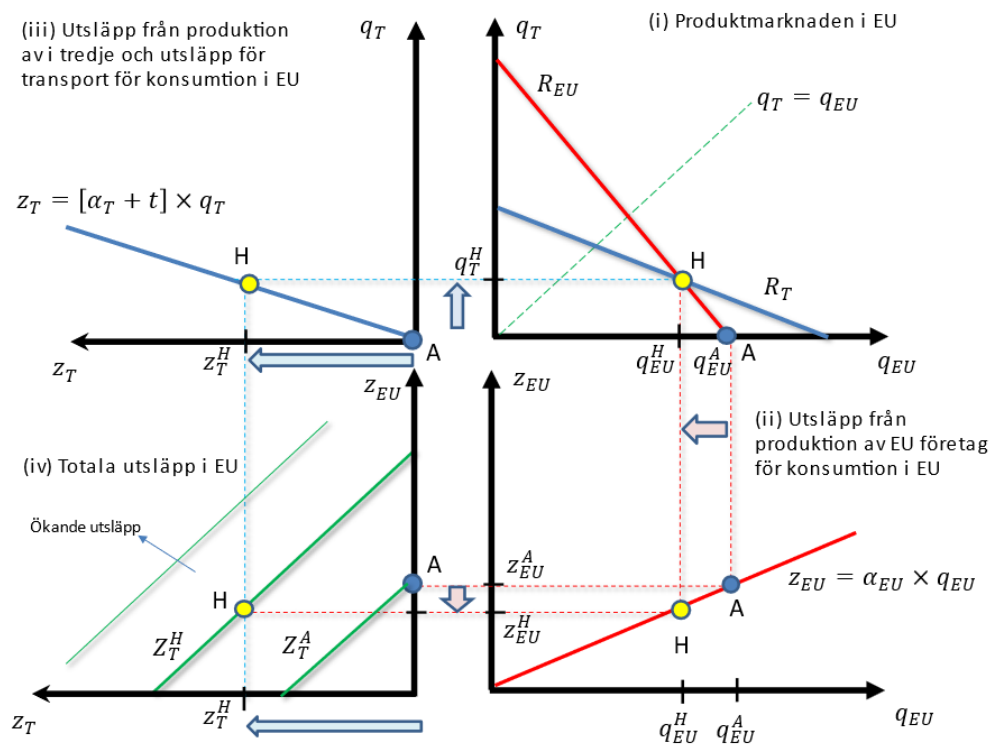 (iii) Utsläpp från produktion
av i tredje och utsläpp för
transport för konsumtion i EU
q_T
z_T = [α_T + t] × q_T
H
A
z_T^H
z_T
q_T
(i) Produktmarknaden i EU
R_EU
q_T = q_EU
q_T^H
H
R_T
A
q_EU^H
q_EU^A
q_EU
z_EU
(iv) Totala utsläpp i EU
Ökande utsläpp
A
H
Z_T^H
Z_T^A
z_T^H
z_T
z_EU
(ii) Utsläpp från
produktion av EU företag
för konsumtion i EU
z_EU^A
z_EU^H
z_EU = α_EU × q_EU
A
H
q_EU^H
q_EU^A
q_EU